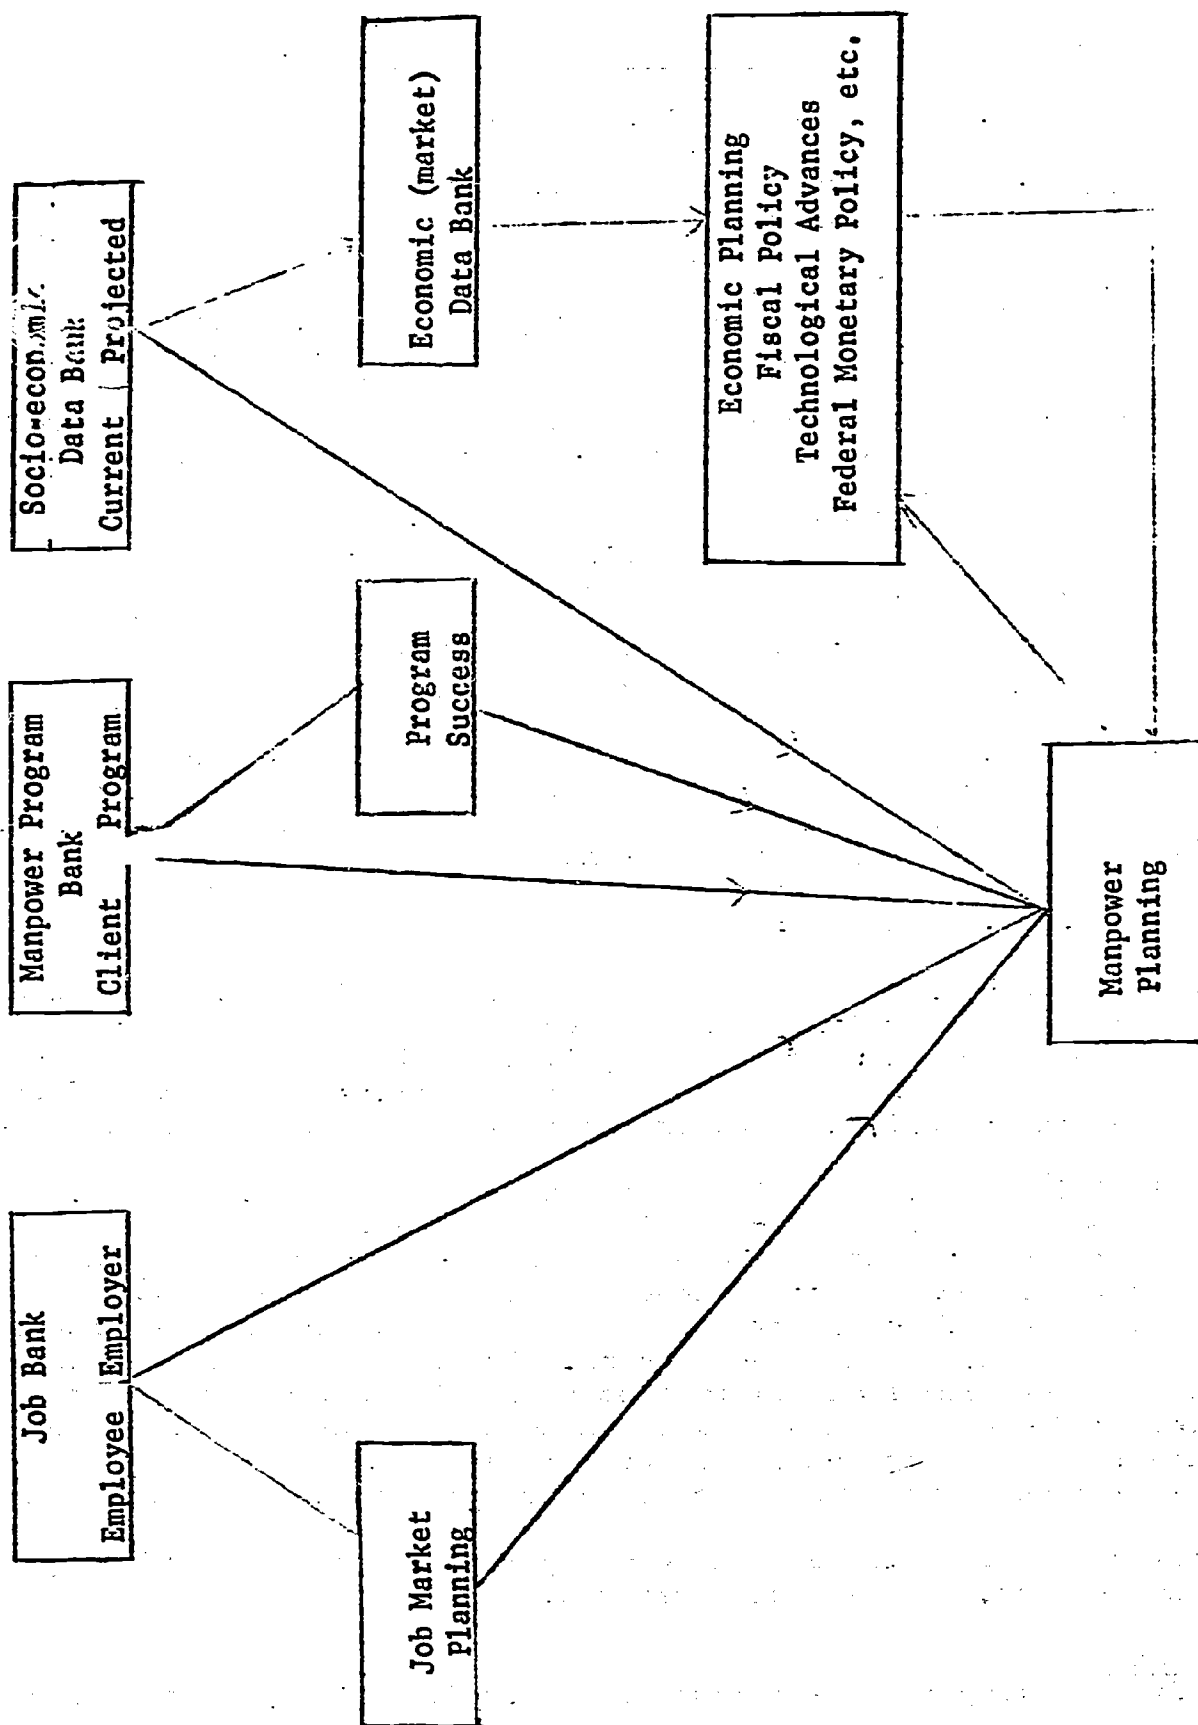 Job Bank
Employee Employer
Manpower Program
Bank
Client Program
Data Bank
Current Projected
Job Market
Planning
Program
Success
Economic (market)
Data Bank
Economic Planning
Fiscal Policy
Technological Advances
Federal Monetary Policy, etc.
Manpower
Planning